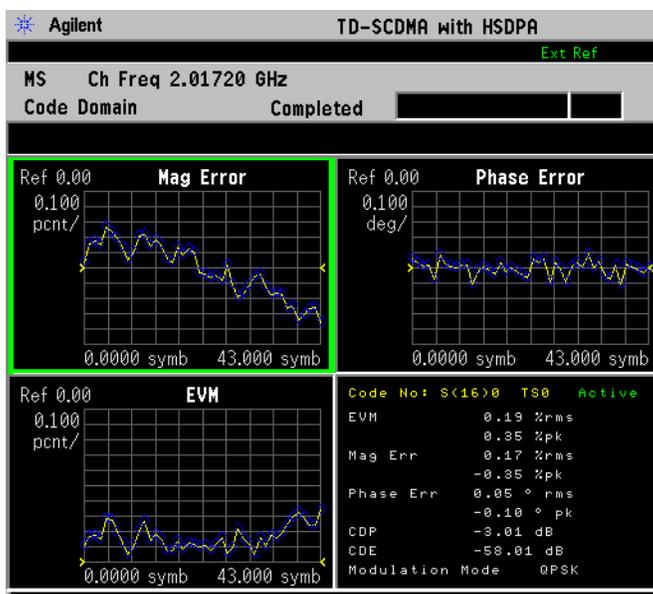 Agilent TD-SCDMA with HSDPA
Ext Ref
MS Ch Freq 2.01720 GHz
Code Domain Completed
Ref 0.00 Mag Error
0.100
pcnt/
0.0000 symb 43.000 symb
Ref 0.00 Phase Error
0.100
deg/
0.0000 symb 43.000 symb
Ref 0.00 EVM
0.100
pcnt/
0.0000 symb 43.000 symb
Code No: S(16)0 TS0 Active
EVM 0.19 %rms
0.35 %pk
Mag Err 0.17 %rms
-0.35 %pk
Phase Err 0.05 ° rms
-0.10 ° pk
CDP -3.01 dB
CDE -58.01 dB
Modulation Mode QPSK